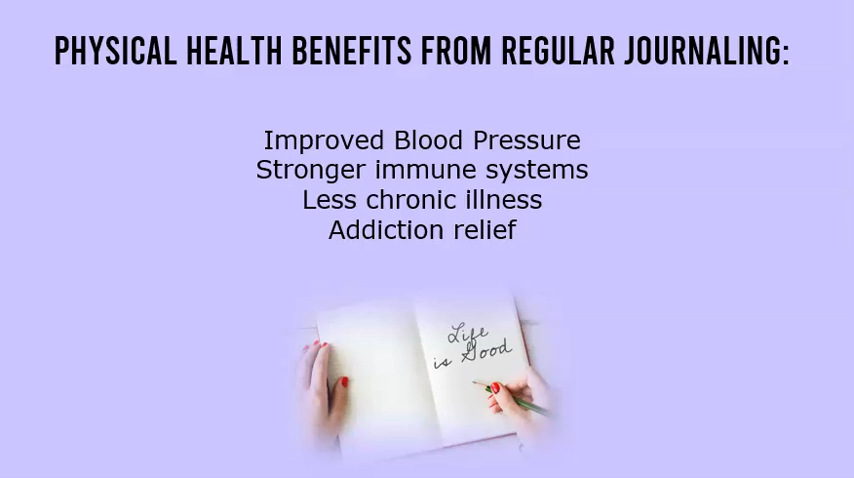 PHYSICAL HEALTH BENEFITS FROM REGULAR JOURNALING:
Improved Blood Pressure
Stronger immune systems
Less chronic illness
Addiction relief
Life
is Good